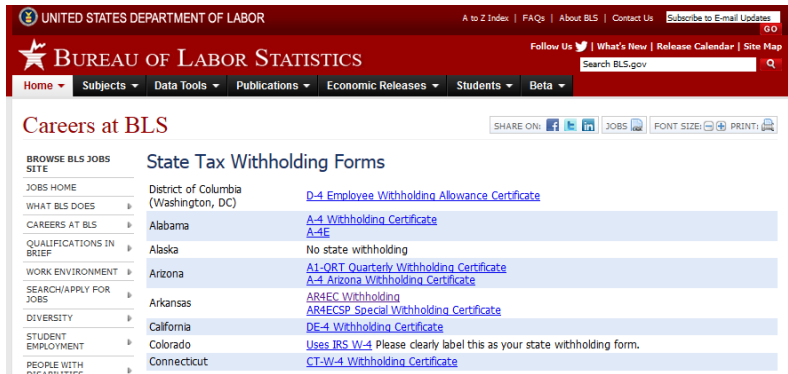 UNITED STATES DEPARTMENT OF LABOR
A to Z Index | FAQs | About BLS | Contact Us
Subscribe to E-mail Updates
GO
Follow Us | What's New | Release Calendar | Site Map
BUREAU OF LABOR STATISTICS
Search BLS.gov
Home Subjects Data Tools Publications Economic Releases Students Beta
Careers at BLS
SHARE ON: JOBS FONT SIZE: PRINT:
BROWSE BLS JOBS
SITE
JOBS HOME
WHAT BLS DOES
CAREERS AT BLS
QUALIFICATIONS IN
BRIEF
WORK ENVIRONMENT
SEARCH/APPLY FOR
JOBS
DIVERSITY
STUDENT
EMPLOYMENT
PEOPLE WITH
DISABILITIES
State Tax Withholding Forms
District of Columbia
(Washington, DC)
D-4 Employee Withholding Allowance Certificate
Alabama
A-4 Withholding Certificate
A-4E
Alaska
No state withholding
Arizona
A1-QRT Quarterly Withholding Certificate
A-4 Arizona Withholding Certificate
Arkansas
AR4EC Withholding
AR4ECSP Special Withholding Certificate
California
DE-4 Withholding Certificate
Colorado
Uses IRS W-4 Please clearly label this as your state withholding form.
Connecticut
CT-W-4 Withholding Certificate